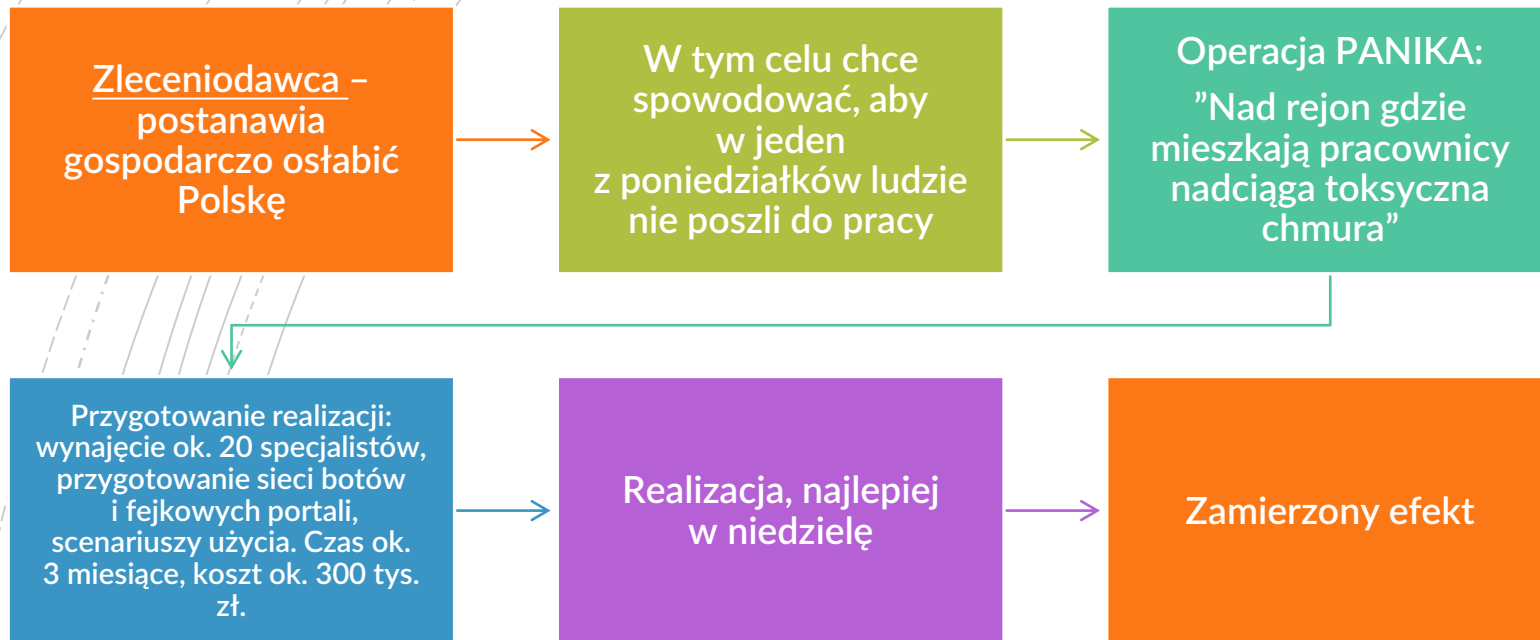 Zleceniodawca –
postanawia
gospodarczo osłabić
Polskę
W tym celu chce
spowodować, aby
w jeden
z poniedziałków ludzie
nie poszli do pracy
Operacja PANIKA:
”Nad rejon gdzie
mieszkają pracownicy
nadciąga toksyczna
chmura”
Przygotowanie realizacji:
wynajęcie ok. 20 specjalistów,
przygotowanie sieci botów
i fejkowych portali,
scenariuszy użycia. Czas ok.
3 miesiące, koszt ok. 300 tys.
zł.
Realizacja, najlepiej
w niedzielę
Zamierzony efekt